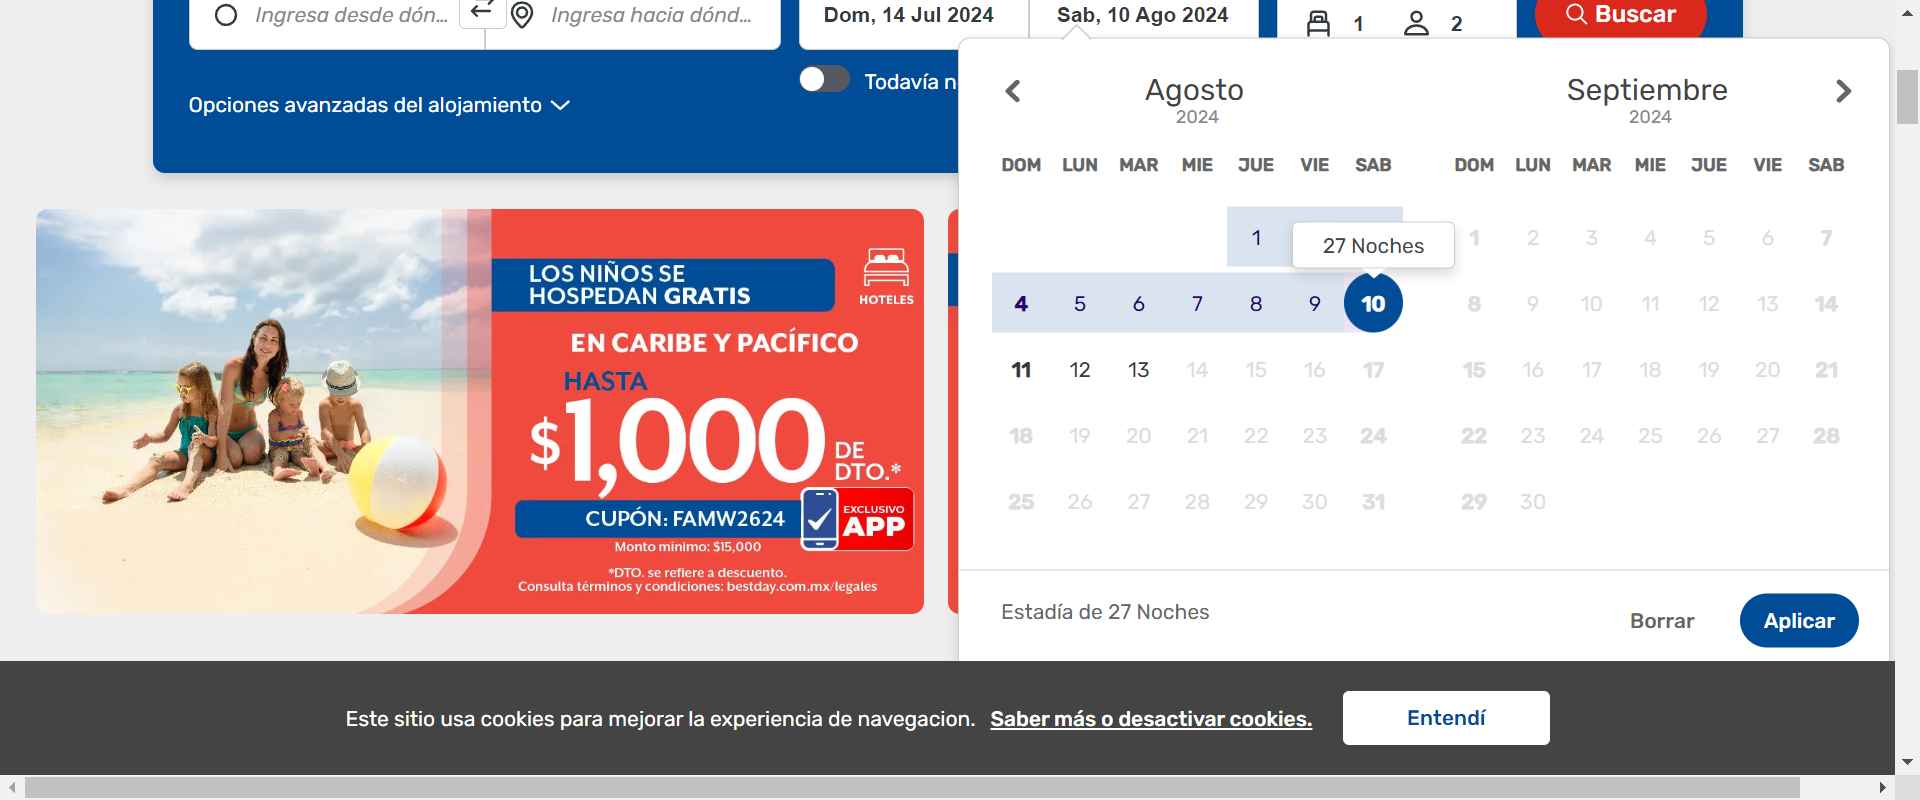 Ingresa desde dón...
Ingresa hacia dónd...
Dom, 14 Jul 2024
Sab, 10 Ago 2024
1
2
Buscar
Todavía n
Opciones avanzadas del alojamiento
Agosto
2024
DOM LUN MAR MIE JUE VIE SAB
1
4 5 6 7 8 9 10
11 12 13 14 15 16 17
18 19 20 21 22 23 24
25 26 27 28 29 30 31
27 Noches
Septiembre
2024
DOM LUN MAR MIE JUE VIE SAB
1 2 3 4 5 6 7
8 9 10 11 12 13 14
15 16 17 18 19 20 21
22 23 24 25 26 27 28
29 30
Estadía de 27 Noches
Borrar
Aplicar
LOS NIÑOS SE
HOSPEDAN GRATIS
HOTELES
EN CARIBE Y PACÍFICO
HASTA
$1,000
DE
DTO.*
CUPÓN: FAMW2624
EXCLUSIVO
APP
Monto mínimo: $15,000
*DTO. se refiere a descuento.
Consulta términos y condiciones: bestday.com.mx/legales
Este sitio usa cookies para mejorar la experiencia de navegacion. Saber más o desactivar cookies.
Entendí